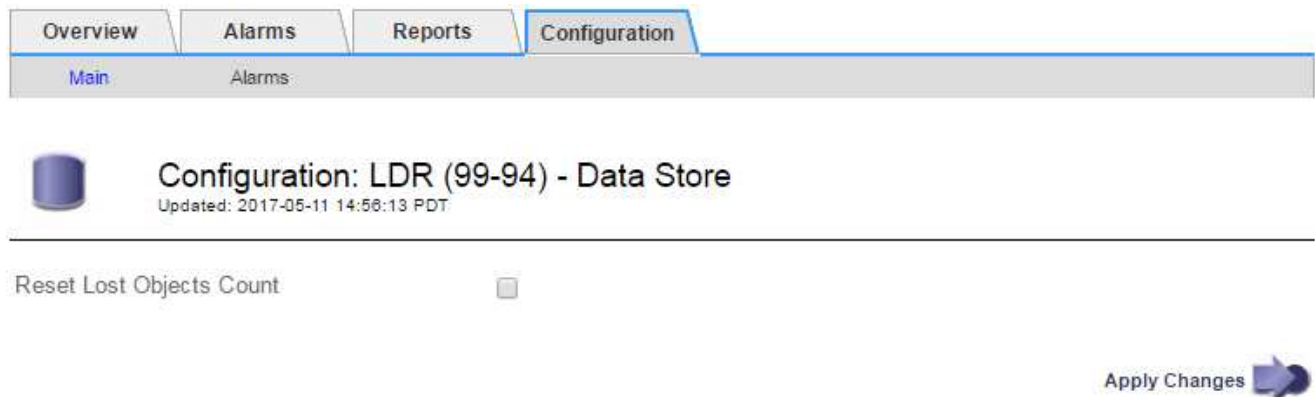 Overview Alarms Reports Configuration
Main Alarms
Configuration: LDR (99-94) - Data Store
Updated: 2017-05-11 14:56:13 PDT
Reset Lost Objects Count
Apply Changes